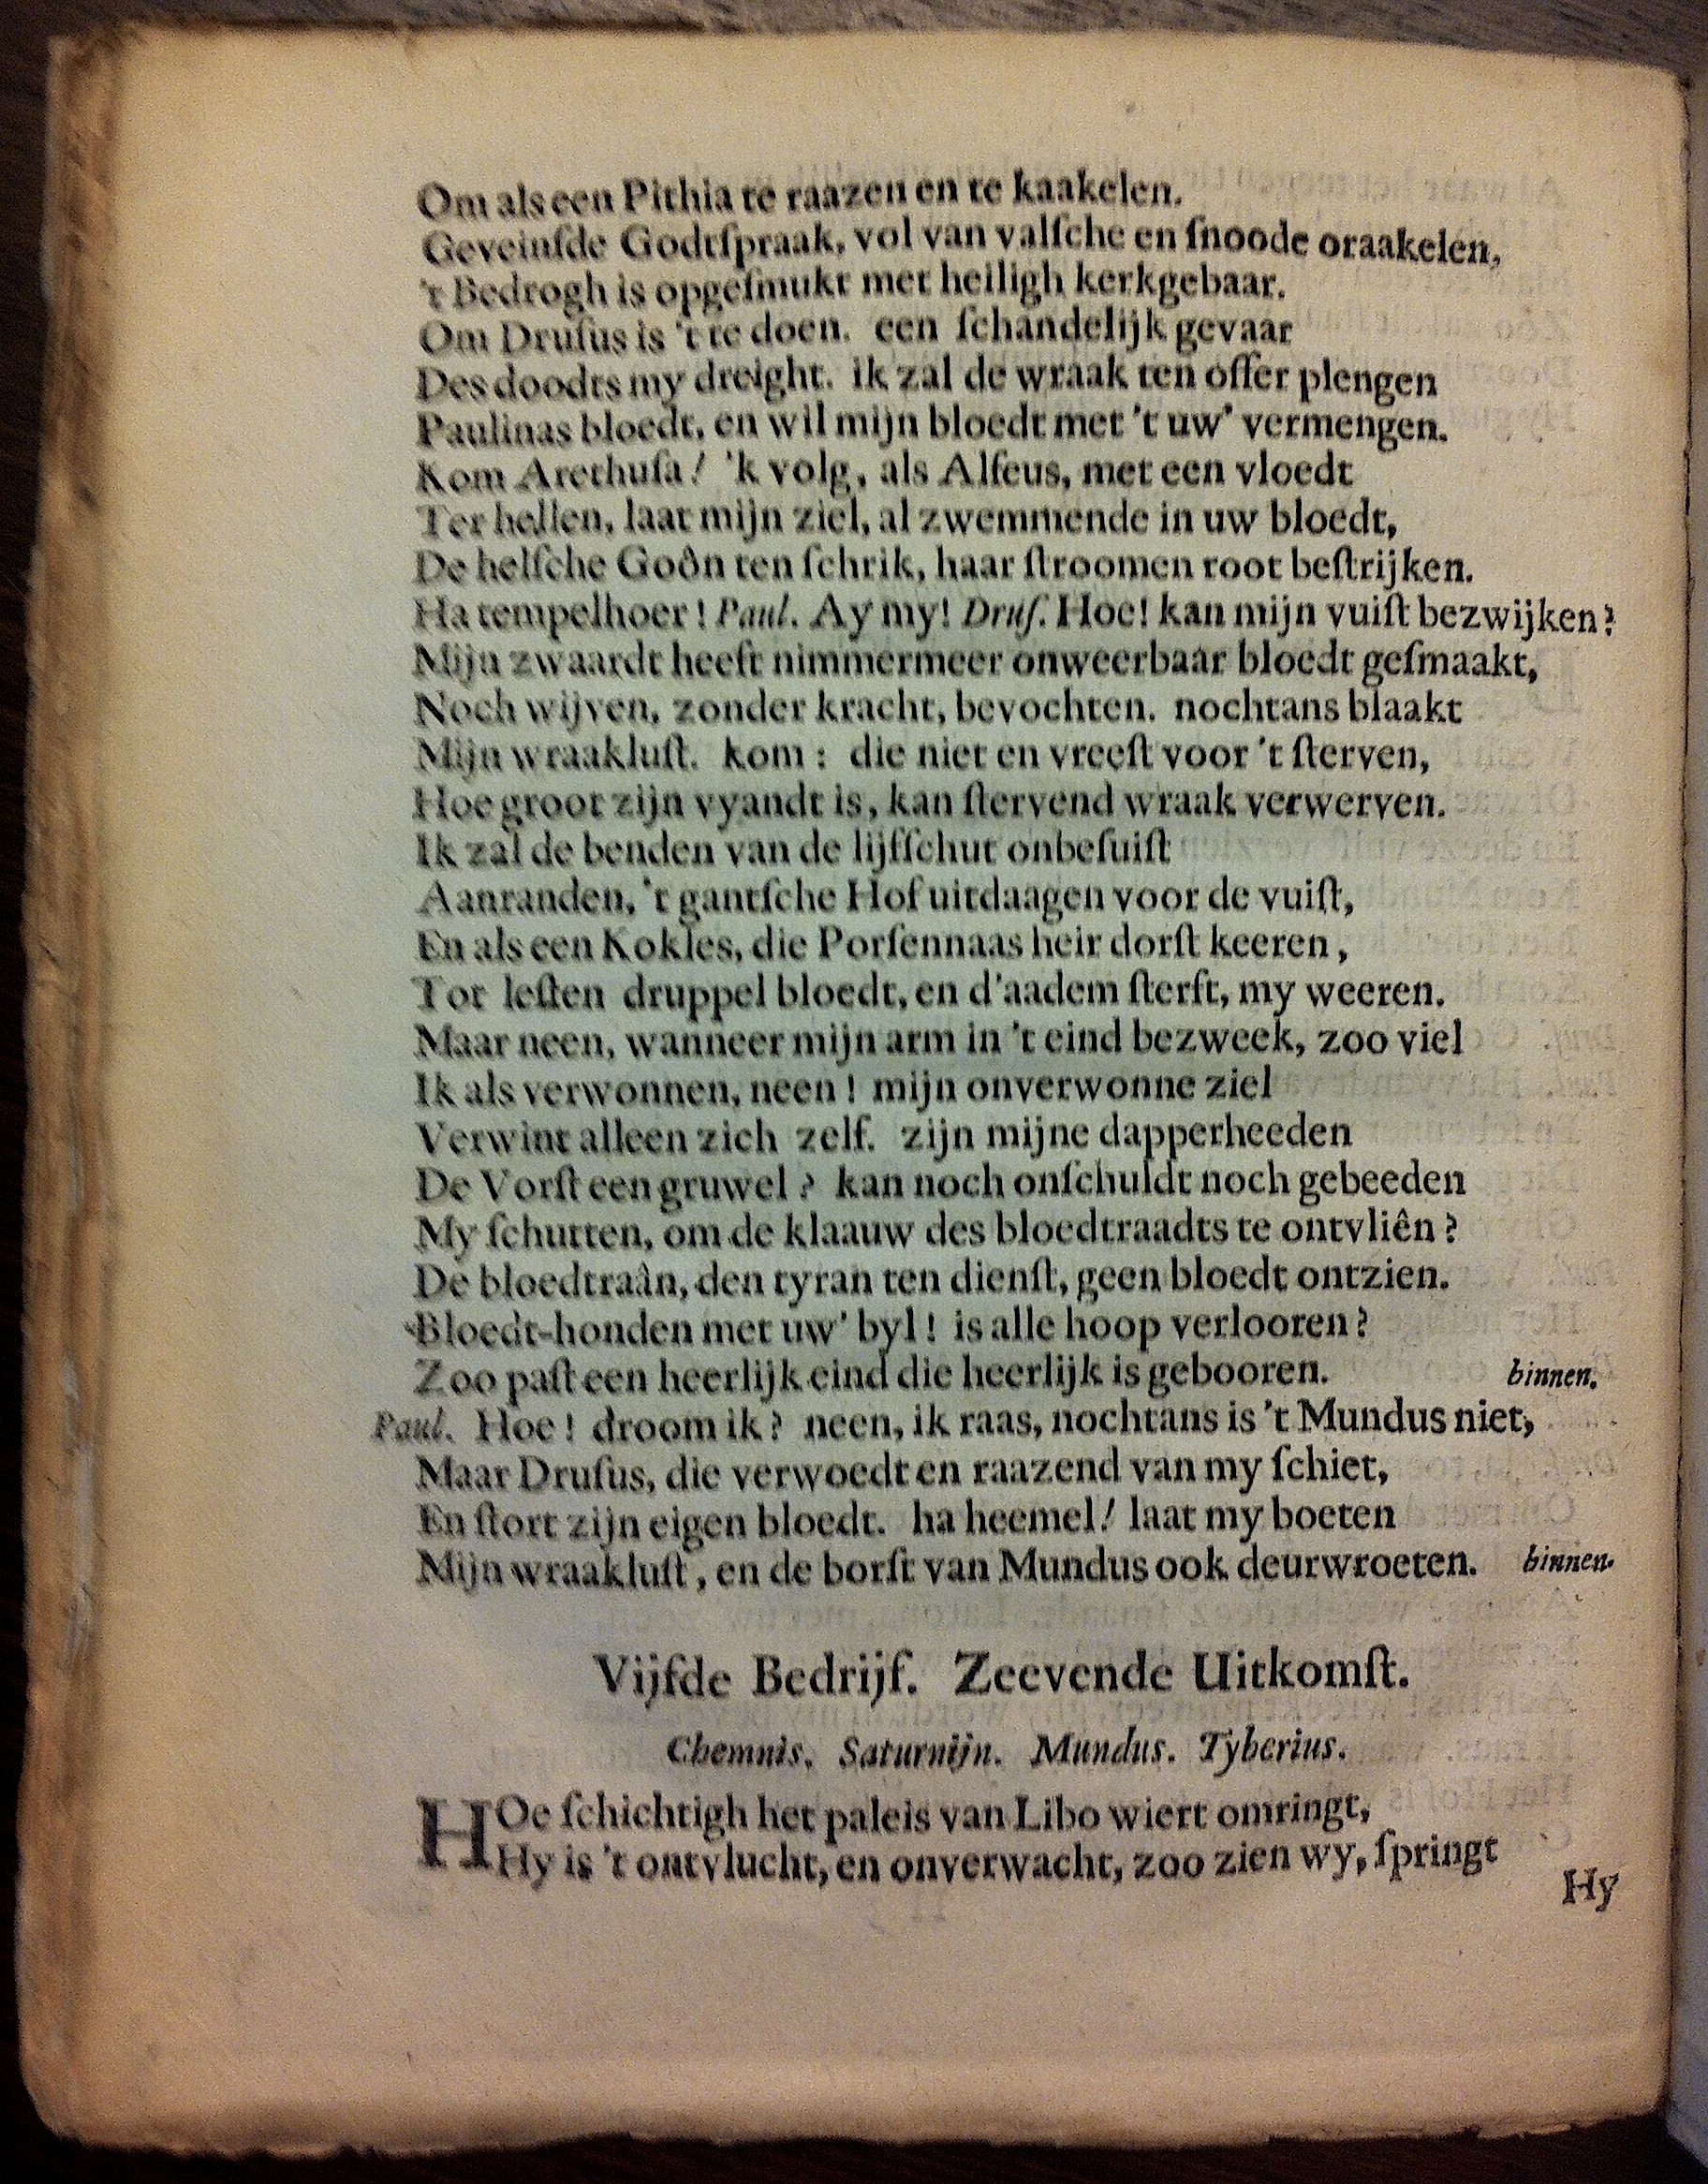 Om als een Pithia te raazen en te kaakelen.
Geveinſde Godtſpraak, vol van valſche en ſnoode oraakelen,
't Bedrogh is opgeſmukt met heiligh kerkgebaar.
Om Druſus is 't te doen. een ſchandelijk gevaar
Des doodts my dreight. ik zal de wraak ten offer plengen
Paulinas bloedt, en wil mijn bloedt met 't uw' vermengen.
Kom Arethuſa! 'k volg, als Alfeus, met een vloedt
Ter hellen, laat mijn ziel, al zwemmende in uw bloedt,
De helſche Goôn ten ſchrik, haar ſtroomen root beſtrijken.
Ha tempelhoer! Paul. Ay my! Druſ. Hoe! kan mijn vuiſt bezwijken?
Mijn zwaardt heeft nimmermeer onweerbaar bloedt geſmaakt,
Noch wijven, zonder kracht, bevochten. nochtans blaakt
Mijn wraakluſt. kom: die niet en vreeſt voor 't ſterven,
Hoe groot zijn vyandt is, kan ſtervend wraak verwerven.
Ik zal de benden van de lijfſchut onbeſuiſt
Aanranden, 't gantſche Hof uitdaagen voor de vuiſt,
En als een Kokles, die Porſennaas heir dorſt keeren,
Tot leſten druppel bloedt, en d'aadem ſterft, my weeren.
Maar neen, wanneer mijn arm in 't eind bezweek, zoo viel
Ik als verwonnen, neen! mijn onverwonne ziel
Verwint alleen zich zelf. zijn mijne dapperheeden
De Vorſt een gruwel? kan noch onſchuldt noch gebeeden
My ſchutten, om de klaauw des bloedtraadts te ontvliên?
De bloedtraân, den tyran ten dienſt, geen bloedt ontzien.
Bloedt-honden met uw' byl! is alle hoop verlooren?
Zoo paſt een heerlijk eind die heerlijk is gebooren. binnen.
Paul. Hoe! droom ik? neen, ik raas, nochtans is 't Mundus niet,
Maar Druſus, die verwoedt en raazend van my ſchiet,
En ſtort zijn eigen bloedt. ha heemel! laat my boeten
Mijn wraakluſt, en de borſt van Mundus ook deurwroeten. binnen.
Vijfde Bedrijf. Zeevende Uitkomſt.
Chemnis. Saturnijn. Mundus. Tyberius.
HOe ſchichtigh het paleis van Libo wiert omringt,
Hy is 't ontvlucht, en onverwacht, zoo zien wy, ſpringt
Hy